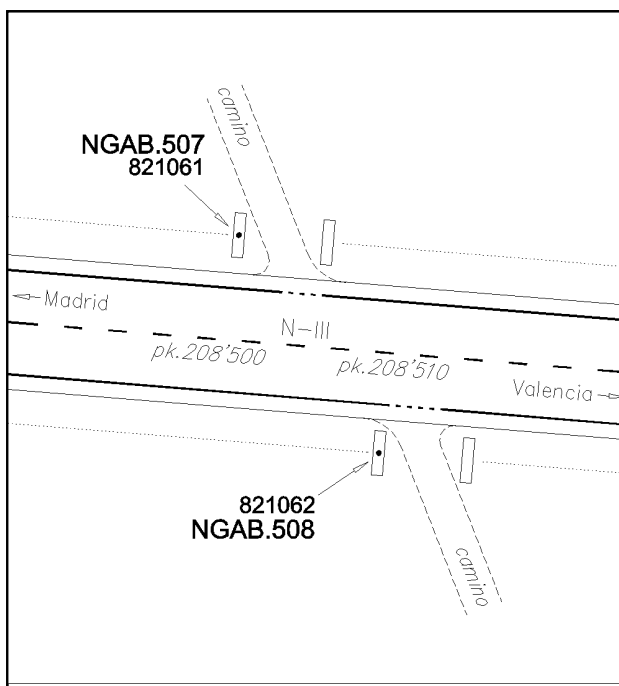 camino
NGAB.507
821061
Madrid
N-III
pk.208'500
pk.208'510
Valencia
821062
NGAB.508
camino